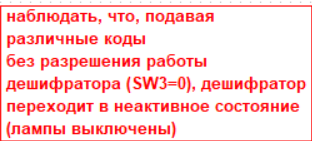 наблюдать, что, подавая
различные коды
без разрешения работы
дешифратора (SW3=0), дешифратор
переходит в неактивное состояние
(лампы выключены)